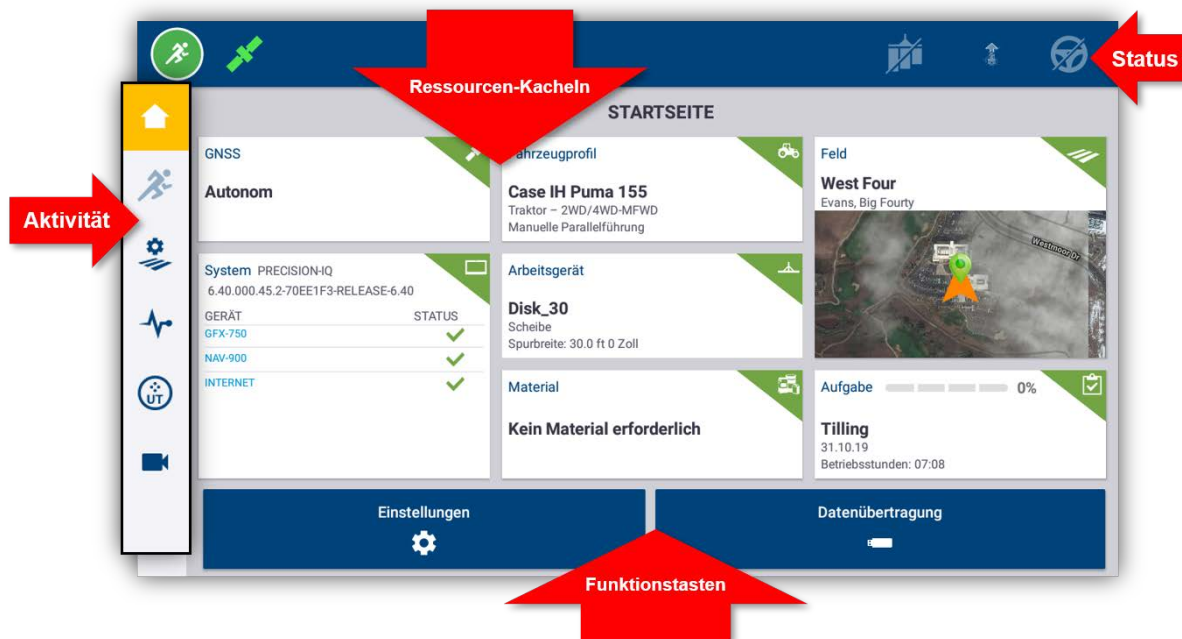 Ressourcen-Kacheln
Status
Aktivität
STARTSEITE
GNSS
Autonom
Fahrzeugprofil
Case IH Puma 155
Traktor – 2WD/4WD-MFWD
Manuelle Parallelführung
Feld
West Four
Evans, Big Fourty
Westmoor Dr
System PRECISION-IQ
6.40.000.45.2-70EE1F3-RELEASE-6.40
GERÄT STATUS
GFX-750
NAV-900
INTERNET
Arbeitsgerät
Disk_30
Scheibe
Spurbreite: 30.0 ft 0 Zoll
Material
Kein Material erforderlich
Aufgabe 0%
Tilling
31.10.19
Betriebsstunden: 07:08
UT
Einstellungen
Datenübertragung
Funktionstasten